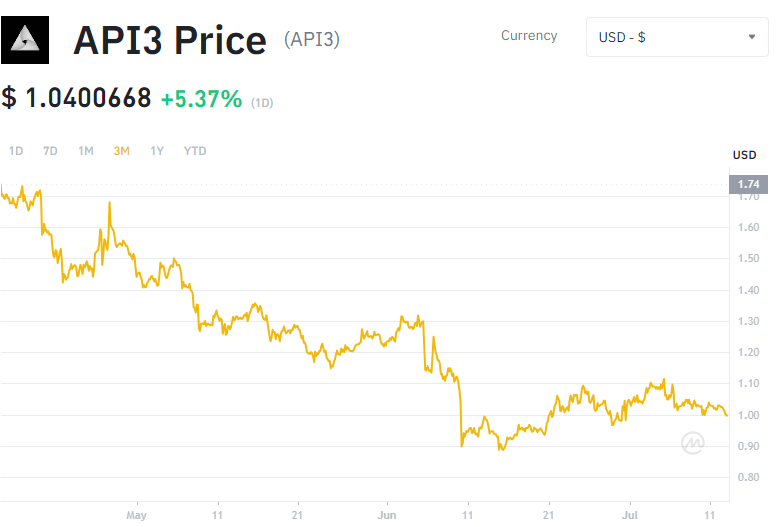 API3 Price (API3)
Currency
USD - $
$ 1.0400668 +5.37% (1D)
1D 7D 1M 3M 1Y YTD
USD
1.74
1.70
1.60
1.50
1.40
1.30
1.20
1.10
1.00
0.90
0.80
May 11 21 Jun 11 21 Jul 11